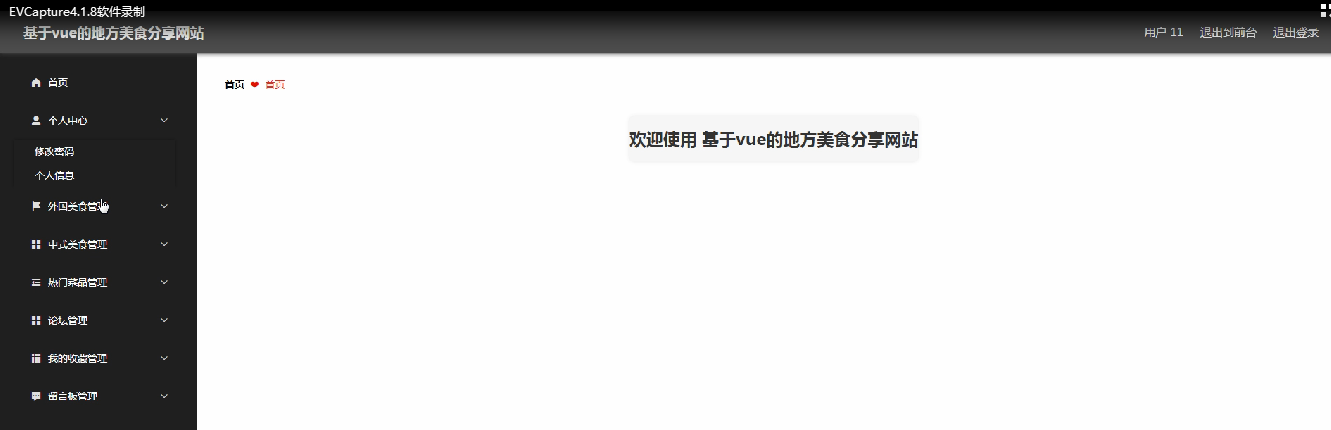 EVCapture4.1.8软件录制
基于vue的地方美食分享网站
用户 11 退出到前台 退出登录
首页
首页 ❤ 首页
个人中心
欢迎使用 基于vue的地方美食分享网站
修改密码
个人信息
外国美食管理
中式美食管理
热门菜品管理
论坛管理
我的收藏管理
留言板管理